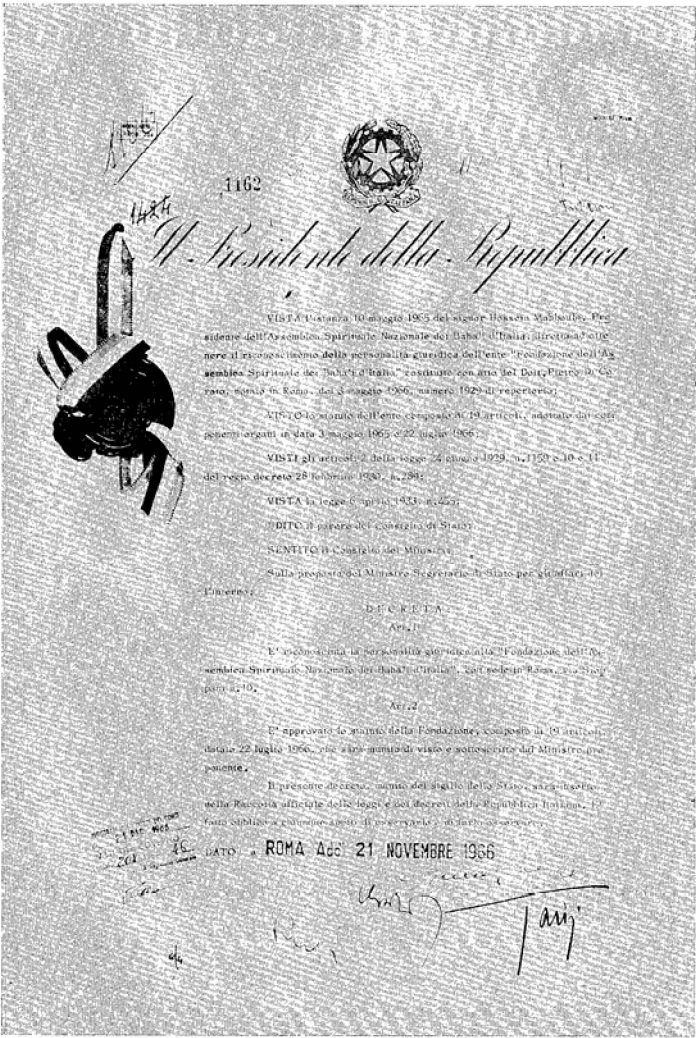 1162
Il Presidente della Repubblica
VISTA l'istanza 10 maggio 1965 del signor Hossein Mahboubi, Pre
sidente dell'Assemblea Spirituale Nazionale dei Baha'i d'Italia, diretta ad otte
nere il riconoscimento della personalità giuridica dell'ente "Fondazione dell'As
semblea Spirituale dei Baha'i d'Italia" costituito con atto del Dott. Pietro Di Co
rato, notaio in Roma, del 3 maggio 1966, numero 1929 di repertorio;
VISTO lo statuto dell'ente composto di 19 articoli, adottato dai com
ponenti organi in data 3 maggio 1965 e 22 luglio 1966;
VISTI gli articoli 2 della legge 24 giugno 1929, n.1159 e 10 e 11
del regio decreto 28 febbraio 1930, n.289;
VISTA la legge 6 aprile 1933, n.455;
UDITO il parere del Consiglio di Stato;
SENTITO il Consiglio dei Ministri;
Sulla proposta del Ministro Segretario di Stato per gli affari del
l'interno;
DECRETA:
Art.1
E' riconosciuta la personalità giuridica alla "Fondazione dell'As
semblea Spirituale Nazionale dei Baha'i d'Italia", con sede in Roma, via
n.10.
Art.2
E' approvato lo statuto della Fondazione, composto di 19 articoli,
datato 22 luglio 1966, che sarà munito di visto e sottoscritto dal Ministro pro
ponente.
Il presente decreto, munito del sigillo dello Stato, sarà inserto
nella Raccolta ufficiale delle leggi e dei decreti della Repubblica Italiana. E'
fatto obbligo a chiunque spetti di osservarlo e di farlo osservare.
DATO a ROMA Add' 21 NOVEMBRE 1966